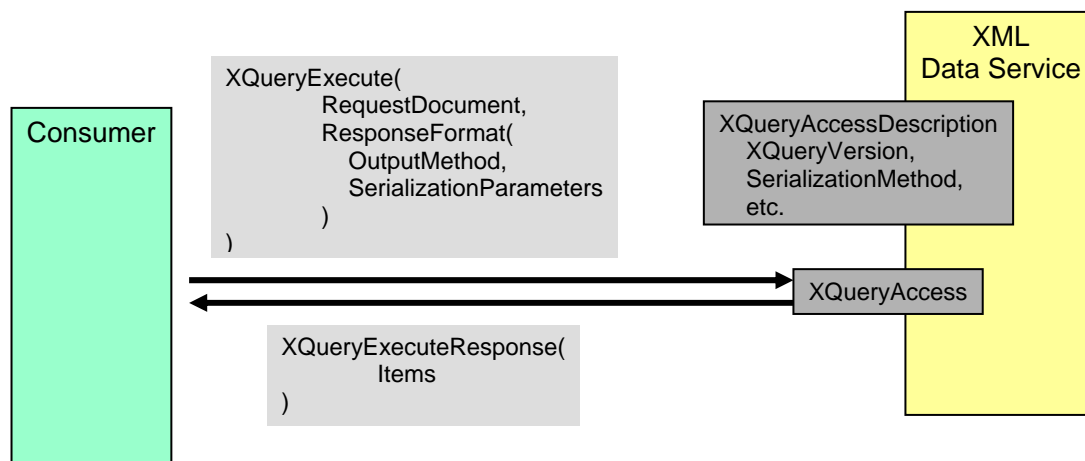 Consumer
XQueryExecute(
RequestDocument,
ResponseFormat(
OutputMethod,
SerializationParameters
)
)
XML
Data Service
XQueryAccessDescription
XQueryVersion,
SerializationMethod,
etc.
XQueryAccess
XQueryExecuteResponse(
Items
)